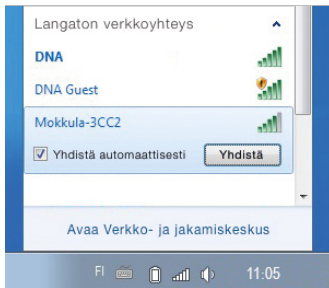 Langaton verkkoyhteys
DNA
DNA Guest
Mokkula-3CC2
Yhdistä automaattisesti Yhdistä
Avaa Verkko- ja jakamiskeskus
FI 11:05